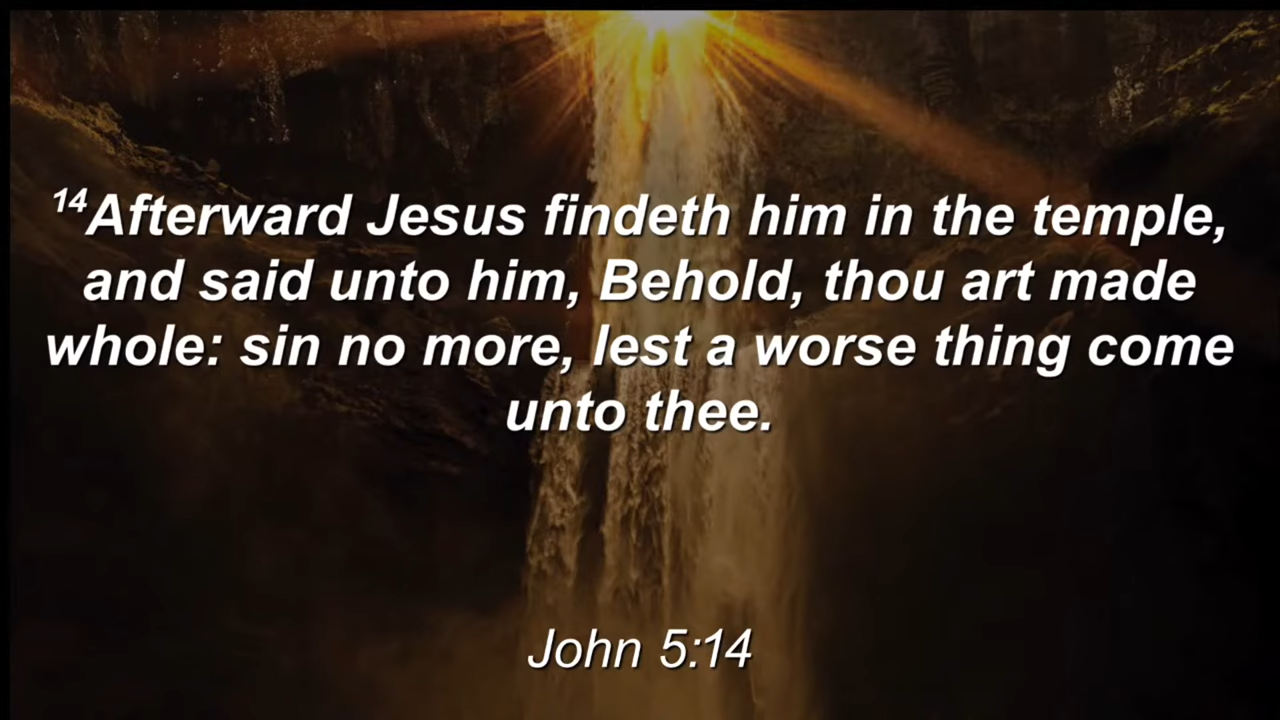 ¹⁴Afterward Jesus findeth him in the temple,
and said unto him, Behold, thou art made
whole: sin no more, lest a worse thing come
unto thee.
John 5:14